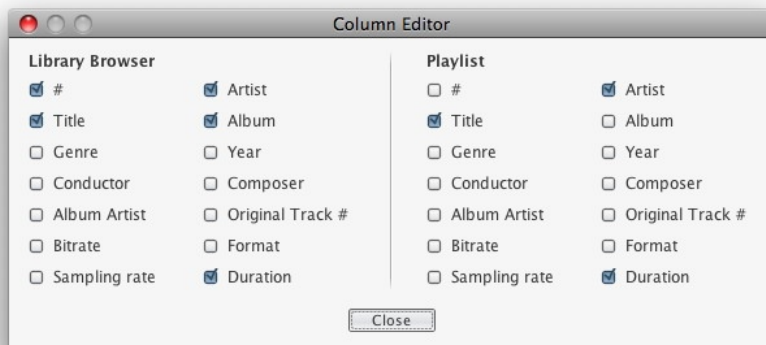 Column Editor
Library Browser
#
Artist
Title
Album
Genre
Year
Conductor
Composer
Album Artist
Original Track #
Bitrate
Format
Sampling rate
Duration
Playlist
#
Artist
Title
Album
Genre
Year
Conductor
Composer
Album Artist
Original Track #
Bitrate
Format
Sampling rate
Duration
Close